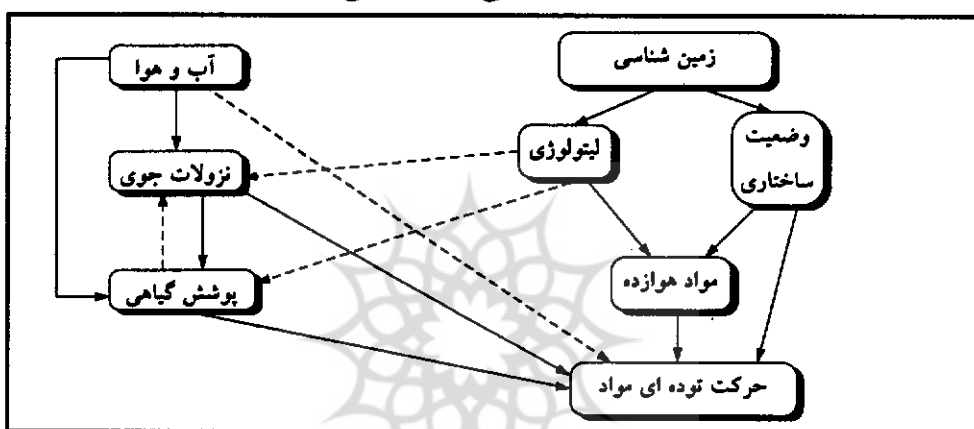 زمین شناسی
آب و هوا
وضعیت
ساختاری
لیتولوژی
نزولات جوی
مواد هوازده
پوشش گیاهی
حرکت توده ای مواد